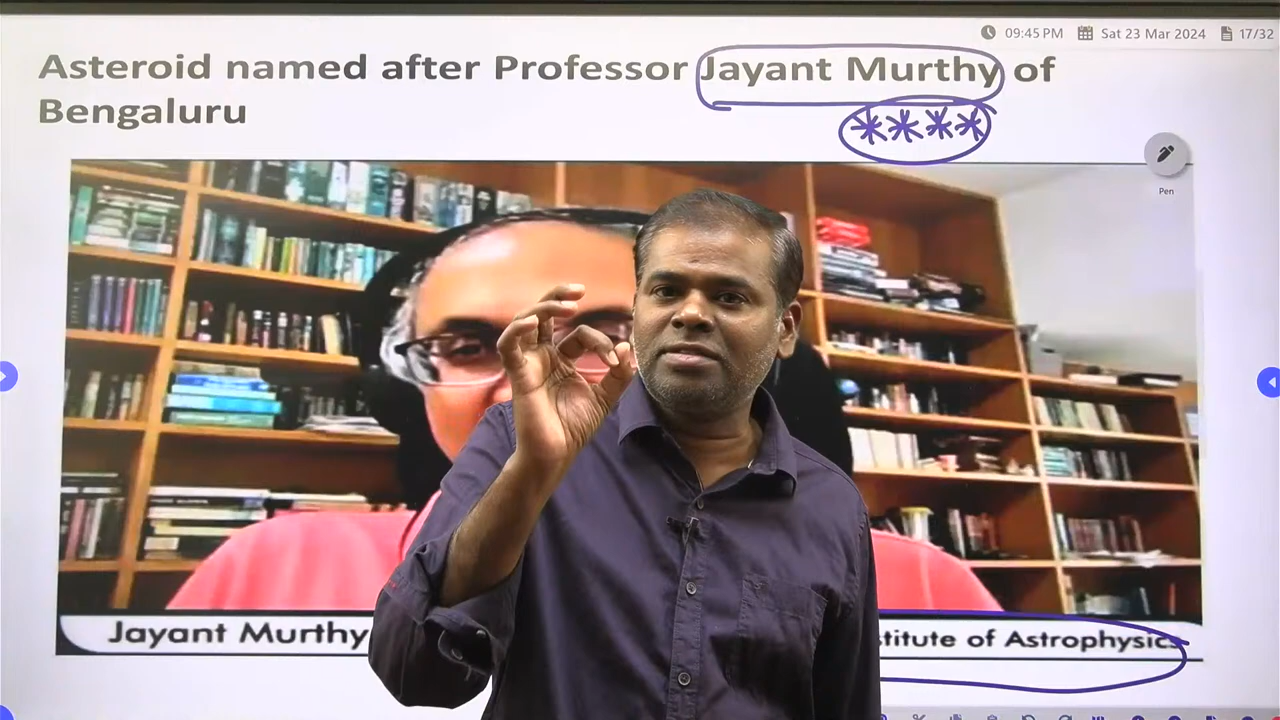 09:45 PM Sat 23 Mar 2024 17/32
Asteroid named after Professor Jayant Murthy of
Bengaluru
****
Pen
Jayant Murthy
titute of Astrophysics